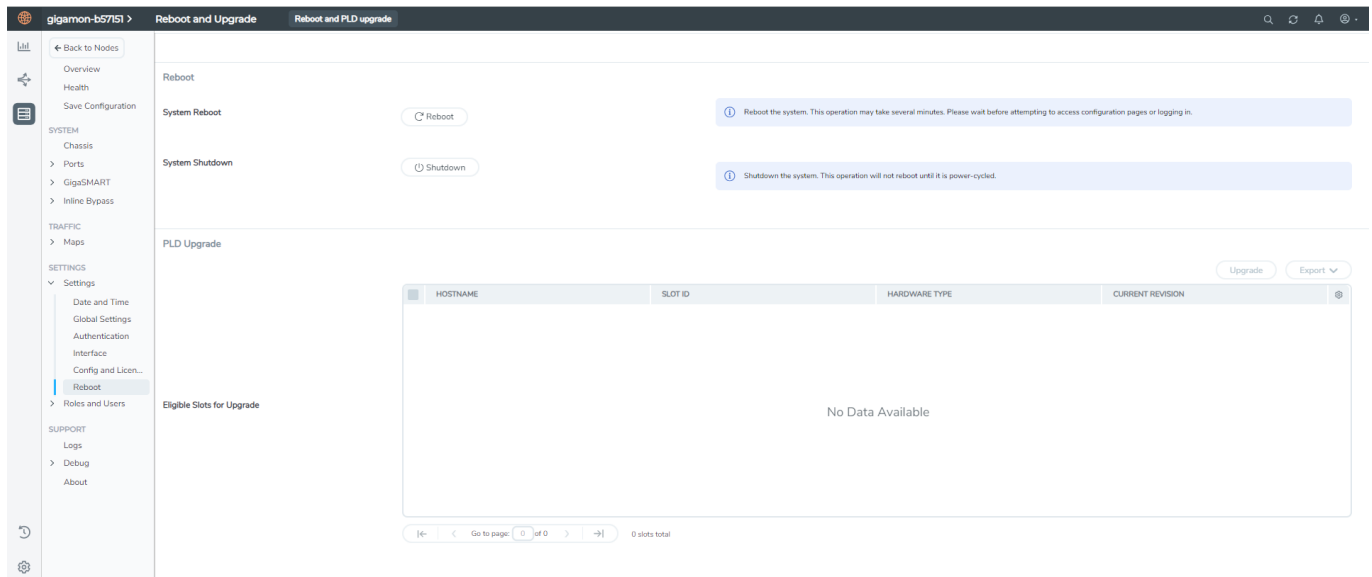 gigamon-b57151 > Reboot and Upgrade Reboot and PLD upgrade
← Back to Nodes
Overview
Health
Save Configuration
SYSTEM
Chassis
> Ports
> GigaSMART
> Inline Bypass
TRAFFIC
> Maps
SETTINGS
Settings
Date and Time
Global Settings
Authentication
Interface
Config and Licen...
Reboot
> Roles and Users
SUPPORT
Logs
> Debug
About
Reboot
System Reboot
Reboot
Reboot the system. This operation may take several minutes. Please wait before attempting to access configuration pages or logging in.
System Shutdown
Shutdown
Shutdown the system. This operation will not reboot until it is power-cycled.
PLD Upgrade
Upgrade Export
HOSTNAME SLOT ID HARDWARE TYPE CURRENT REVISION
Eligible Slots for Upgrade
No Data Available
Go to page: 0 of 0 0 slots total